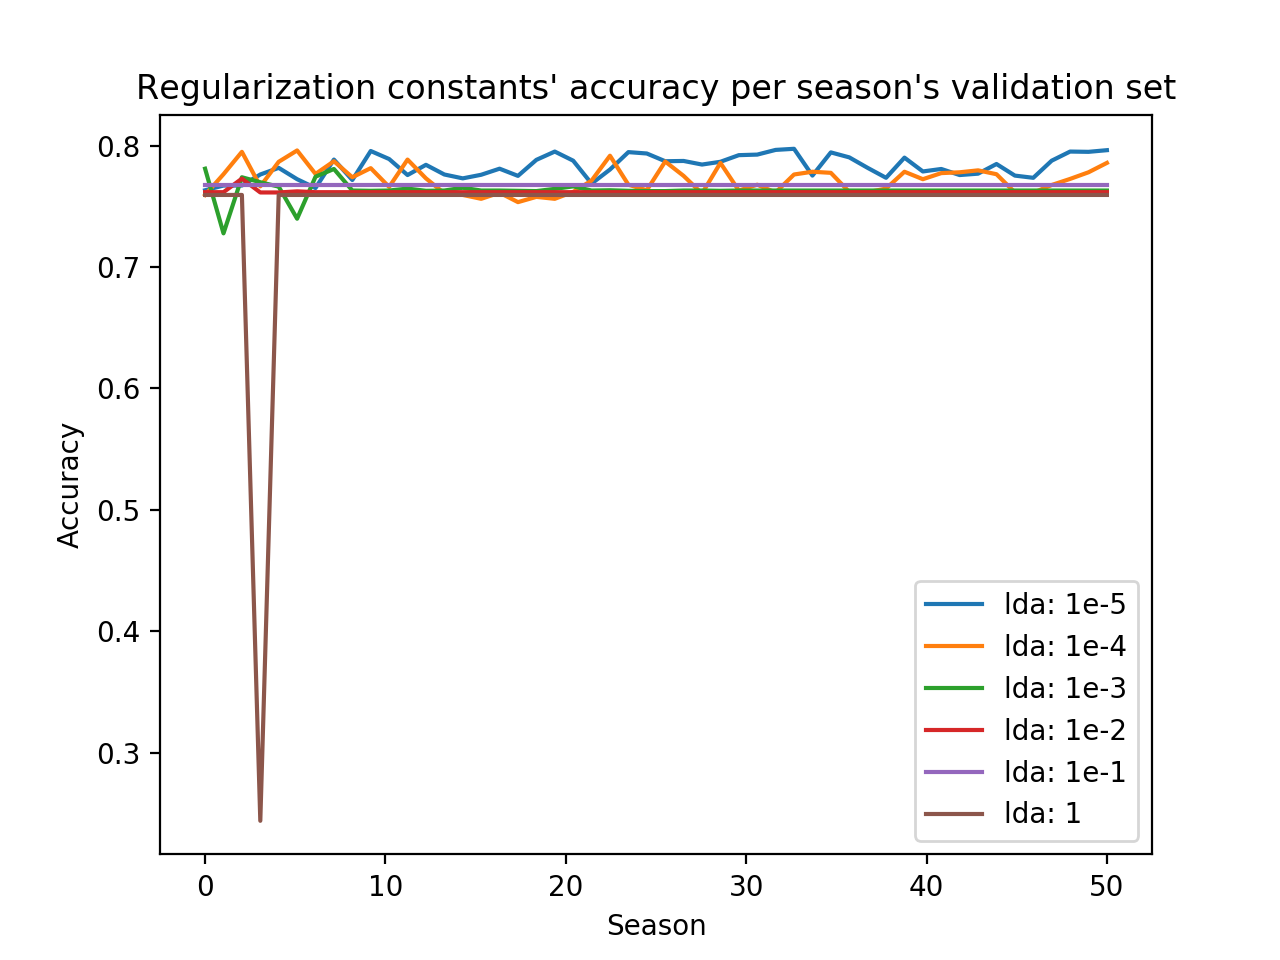 Regularization constants' accuracy per season's validation set
0.8
0.7
0.6
0.5
0.4
0.3
Accuracy
lda: 1e-5
lda: 1e-4
lda: 1e-3
lda: 1e-2
lda: 1e-1
lda: 1
0 10 20 30 40 50
Season